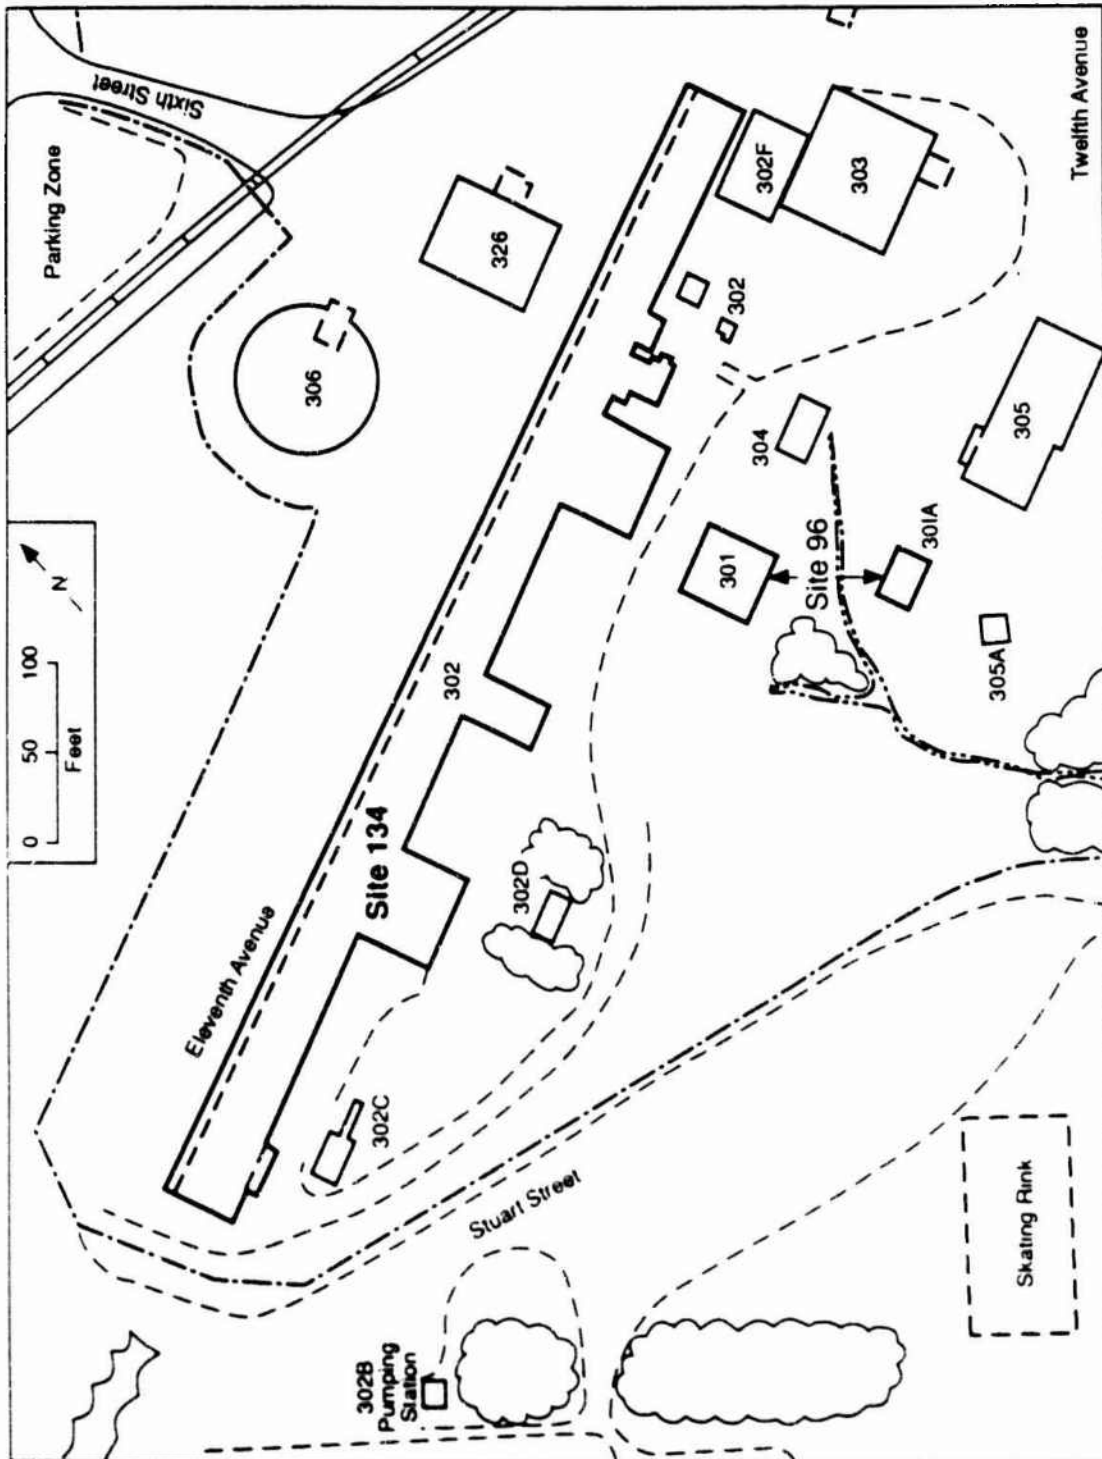 Sixth Street
Parking Zone
Twelfth Avenue
302F
303
326
306
302
304
305
301
Site 96
301A
305A
N
0 50 100
Feet
302
Site 134
302D
Eleventh Avenue
302C
Stuart Street
Skating Rink
302B
Pumping
Station